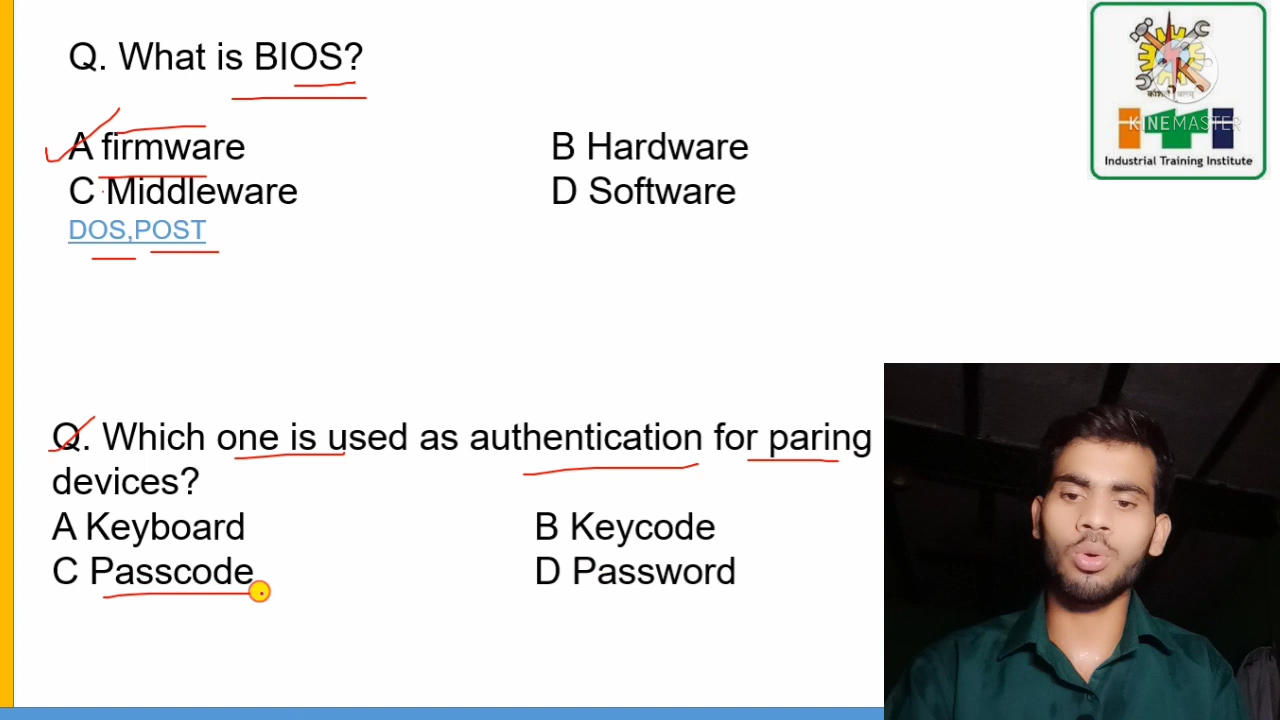 Q. What is BIOS?
A firmware
B Hardware
C Middleware
D Software
DOS,POST
KINEMASTER
Industrial Training Institute
Q. Which one is used as authentication for paring
devices?
A Keyboard
B Keycode
C Passcode
D Password